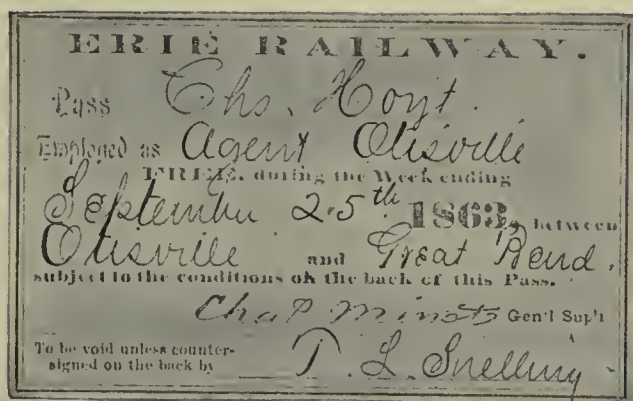 ERIE RAILWAY.
Pass Chs. Hoyt.
Employed as Agent Otisville
FREE, during the Week ending
September 25th 1863, between
Otisville and Great Bend.
subject to the conditions on the back of this Pass.
Chas Minot Gen'l Sup't
To be void unless counter-
signed on the back by T. L. Snelling